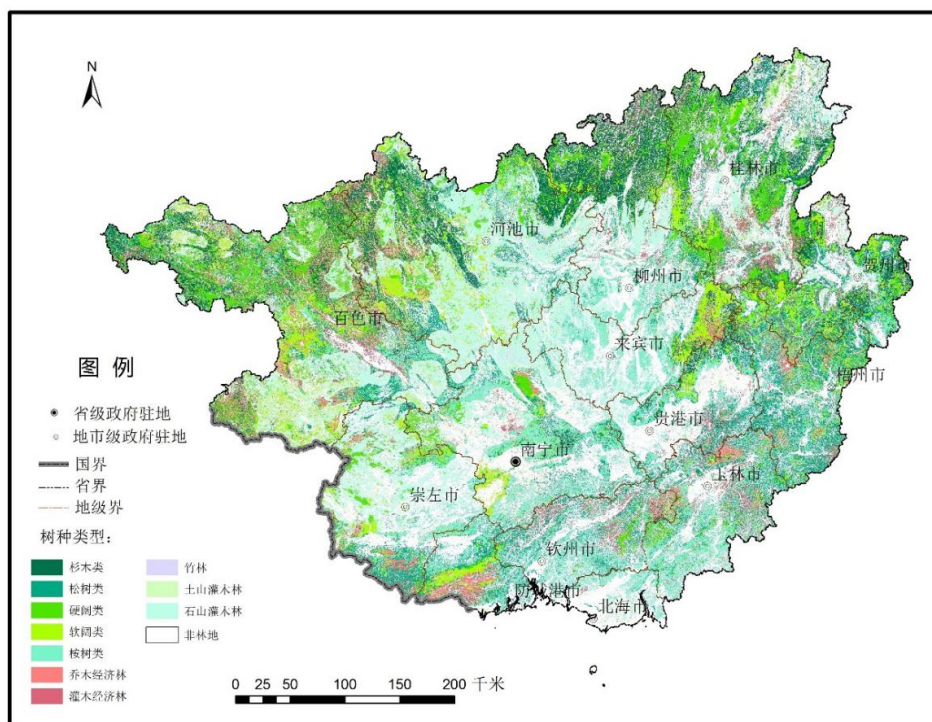 N
桂林市
河池市
贺州市
柳州市
百色市
来宾市
梧州市
贵港市
南宁市
玉林市
崇左市
钦州市
防城港市
北海市
图 例
省级政府驻地
地市级政府驻地
国界
省界
地级界
树种类型：
杉木类
竹林
松树类
土山灌木林
硬阔类
石山灌木林
软阔类
非林地
桉树类
乔木经济林
灌木经济林
0 25 50 100 150 200 千米